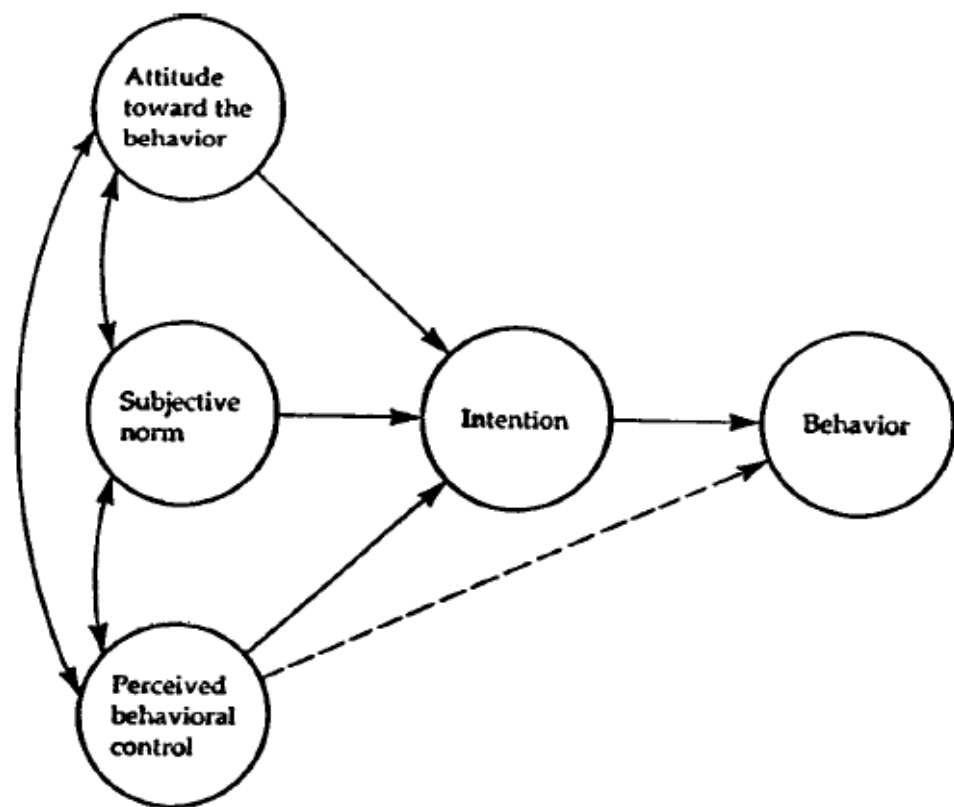 Attitude
toward the
behavior
Subjective
norm
Intention
Behavior
Perceived
behavioral
control